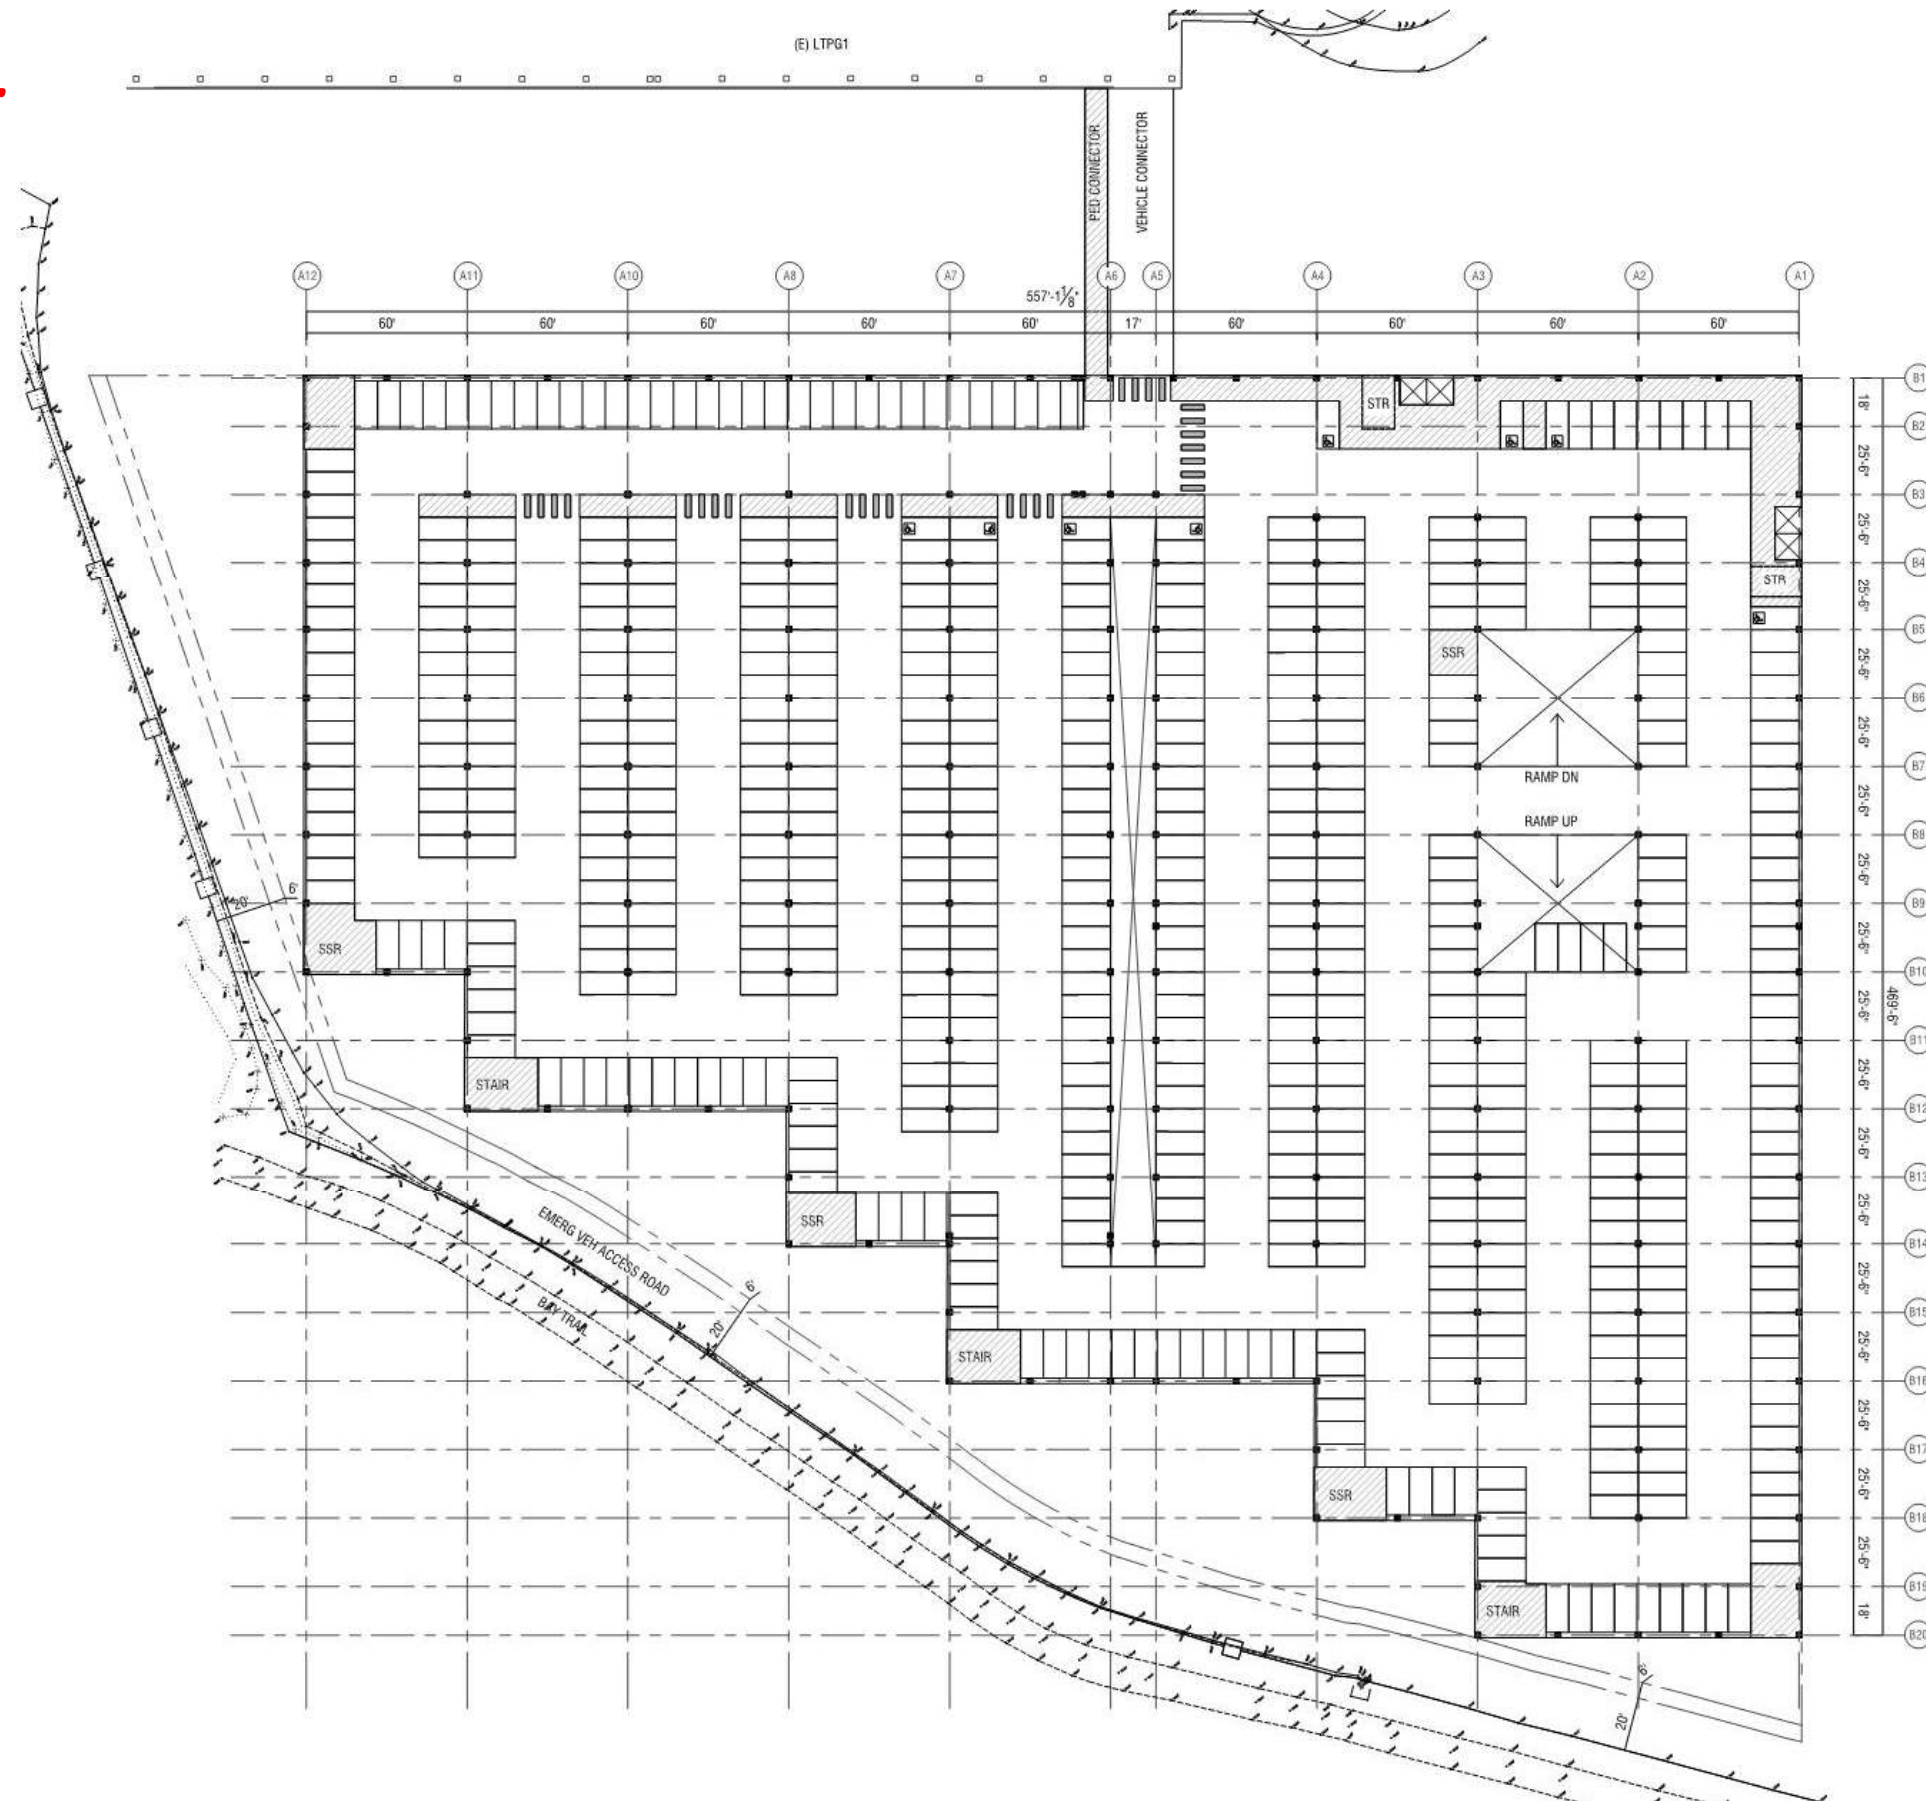 (E) LTPG1
PED CONNECTOR
VEHICLE CONNECTOR
A12
A11
A10
A8
A7
A6
A5
A4
A3
A2
A1
557'-1 1/8"
60'
60'
60'
60'
60'
17'
60'
60'
60'
60'
B1
18'
STR
B2
25'-6"
B3
25'-6"
B4
STR
25'-6"
B5
SSR
25'-6"
B6
25'-6"
B7
RAMP DN
25'-6"
RAMP UP
B8
25'-6"
6'
20'
B9
SSR
25'-6"
B10
469'-6"
25'-6"
B11
STAIR
25'-6"
B12
25'-6"
B13
SSR
25'-6"
B14
EMERG VEH ACCESS ROAD
BAY TRAIL
6'
20'
25'-6"
B15
STAIR
25'-6"
B16
25'-6"
B17
SSR
25'-6"
B18
25'-6"
B19
STAIR
18'
B20
6'
20'